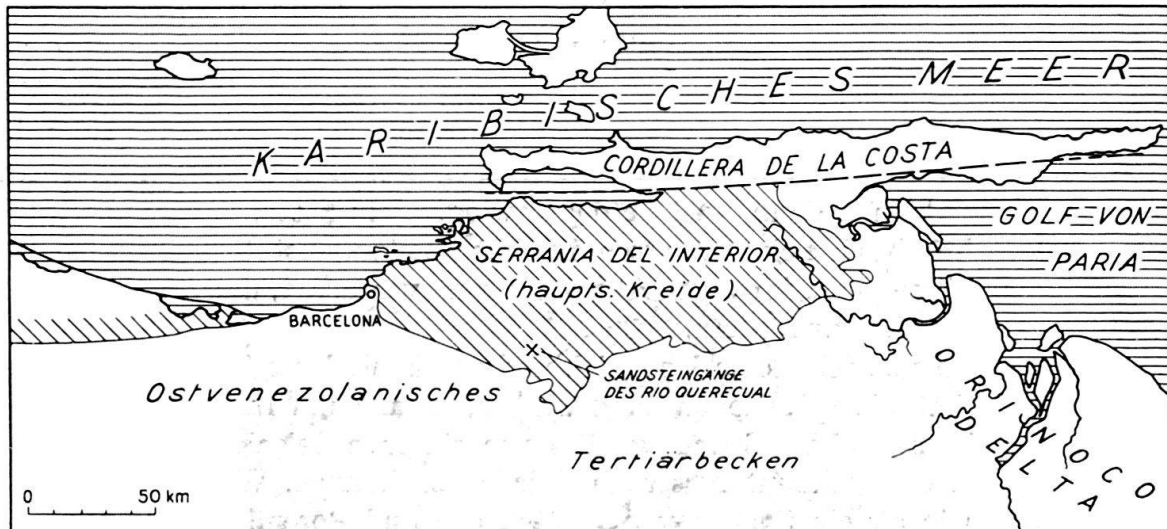 KARIBISCHES MEER
CORDILLERA DE LA COSTA
GOLF VON
PARIA
SERRANIA DEL INTERIOR
(haupts. Kreide)
BARCELONA
SANDSTEINGÄNGE
DES RIO QUERECUAL
Ostvenezolanisches
Tertiärbecken
ORINOCO
DELTA
0 50 km